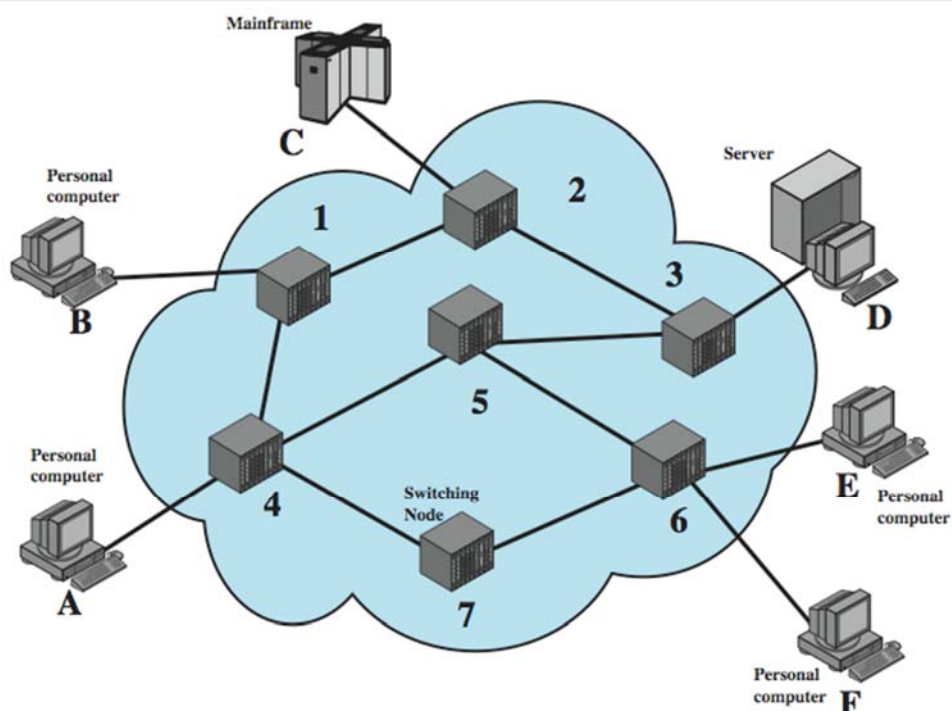 Mainframe
C
Server
Personal
computer
1
2
3
B
D
5
Personal
computer
4
Switching
Node
6
E
Personal
computer
A
7
Personal
computer
F